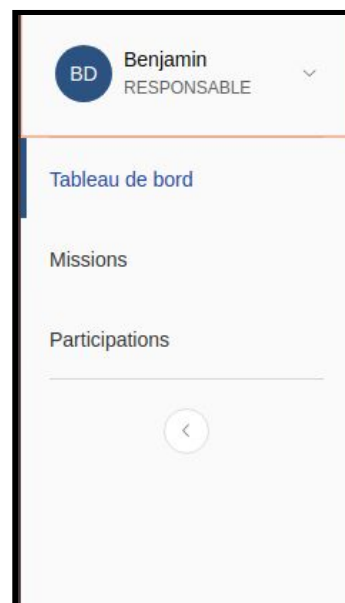 BD
Benjamin
RESPONSABLE
Tableau de bord
Missions
Participations